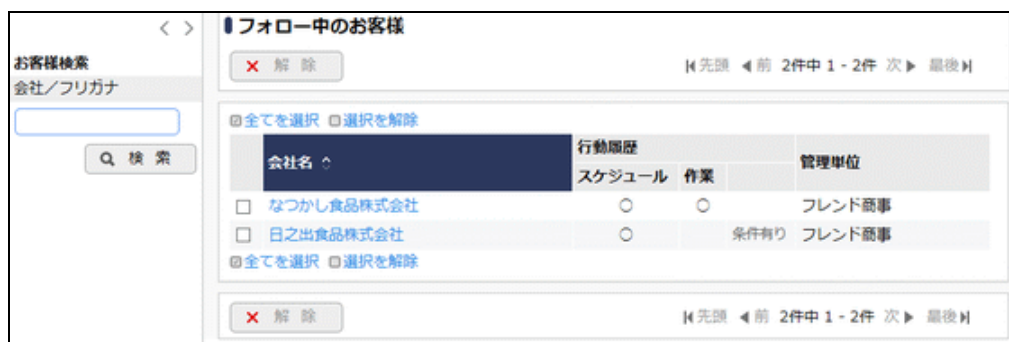 お客様検索
会社／フリガナ
検 索
フォロー中のお客様
解 除
先頭 前 2件中 1 - 2件 次 最後
全てを選択 選択を解除
会社名 行動履歴 管理単位
スケジュール 作業
なつかし食品株式会社 ○ ○ フレンド商事
日之出食品株式会社 ○ 条件有り フレンド商事
全てを選択 選択を解除
解 除
先頭 前 2件中 1 - 2件 次 最後